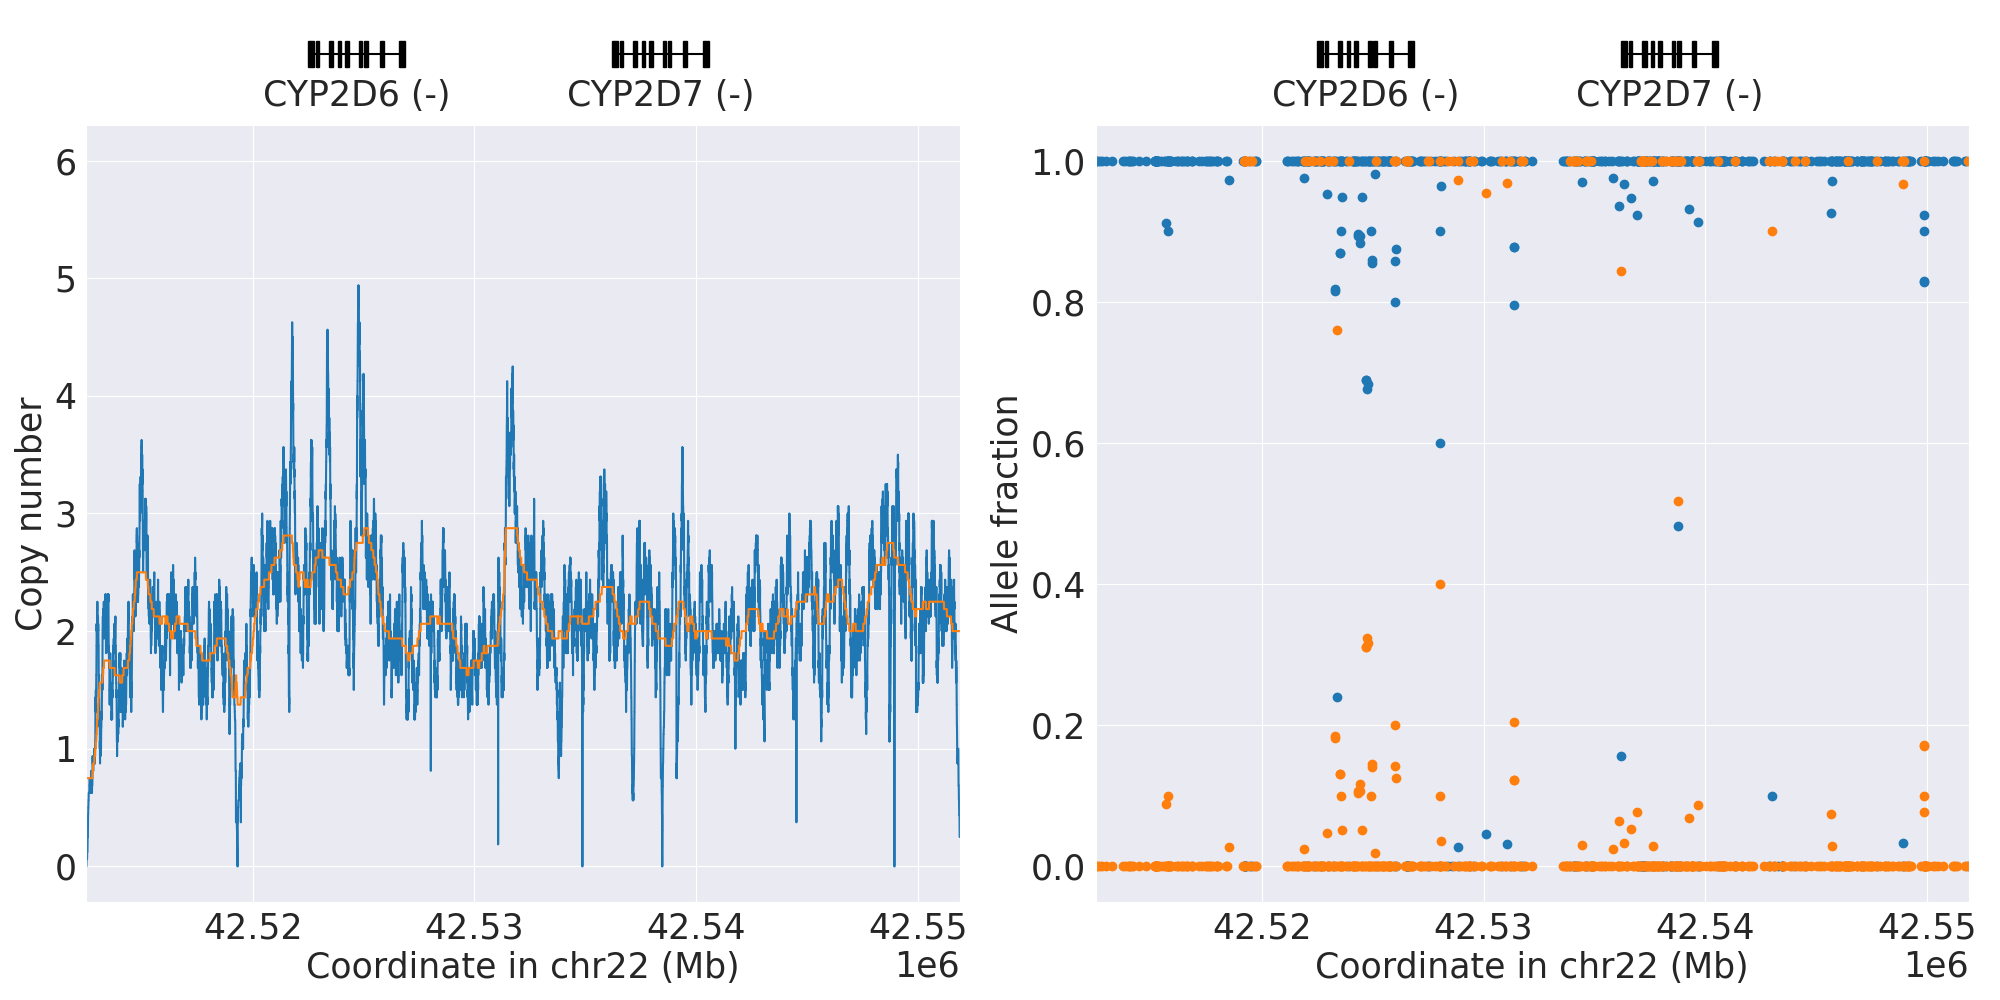 CYP2D6 (-)
CYP2D7 (-)
Copy number
6
5
4
3
2
1
0
42.52
42.53
42.54
42.55
Coordinate in chr22 (Mb)
1e6
CYP2D6 (-)
CYP2D7 (-)
Allele fraction
1.0
0.8
0.6
0.4
0.2
0.0
42.52
42.53
42.54
42.55
Coordinate in chr22 (Mb)
1e6